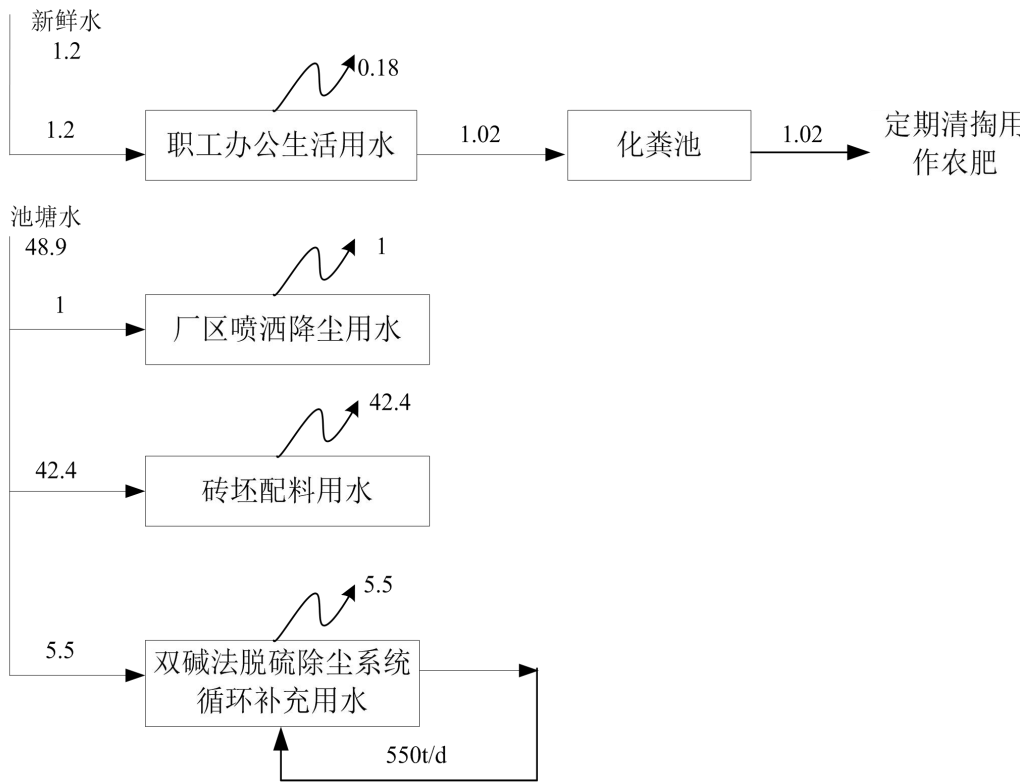 新鲜水
1.2
0.18
1.2
职工办公生活用水
1.02
化粪池
1.02
定期清掏用
作农肥
池塘水
48.9
1
1
厂区喷洒降尘用水
42.4
42.4
砖坯配料用水
5.5
5.5
双碱法脱硫除尘系统
循环补充用水
550t/d